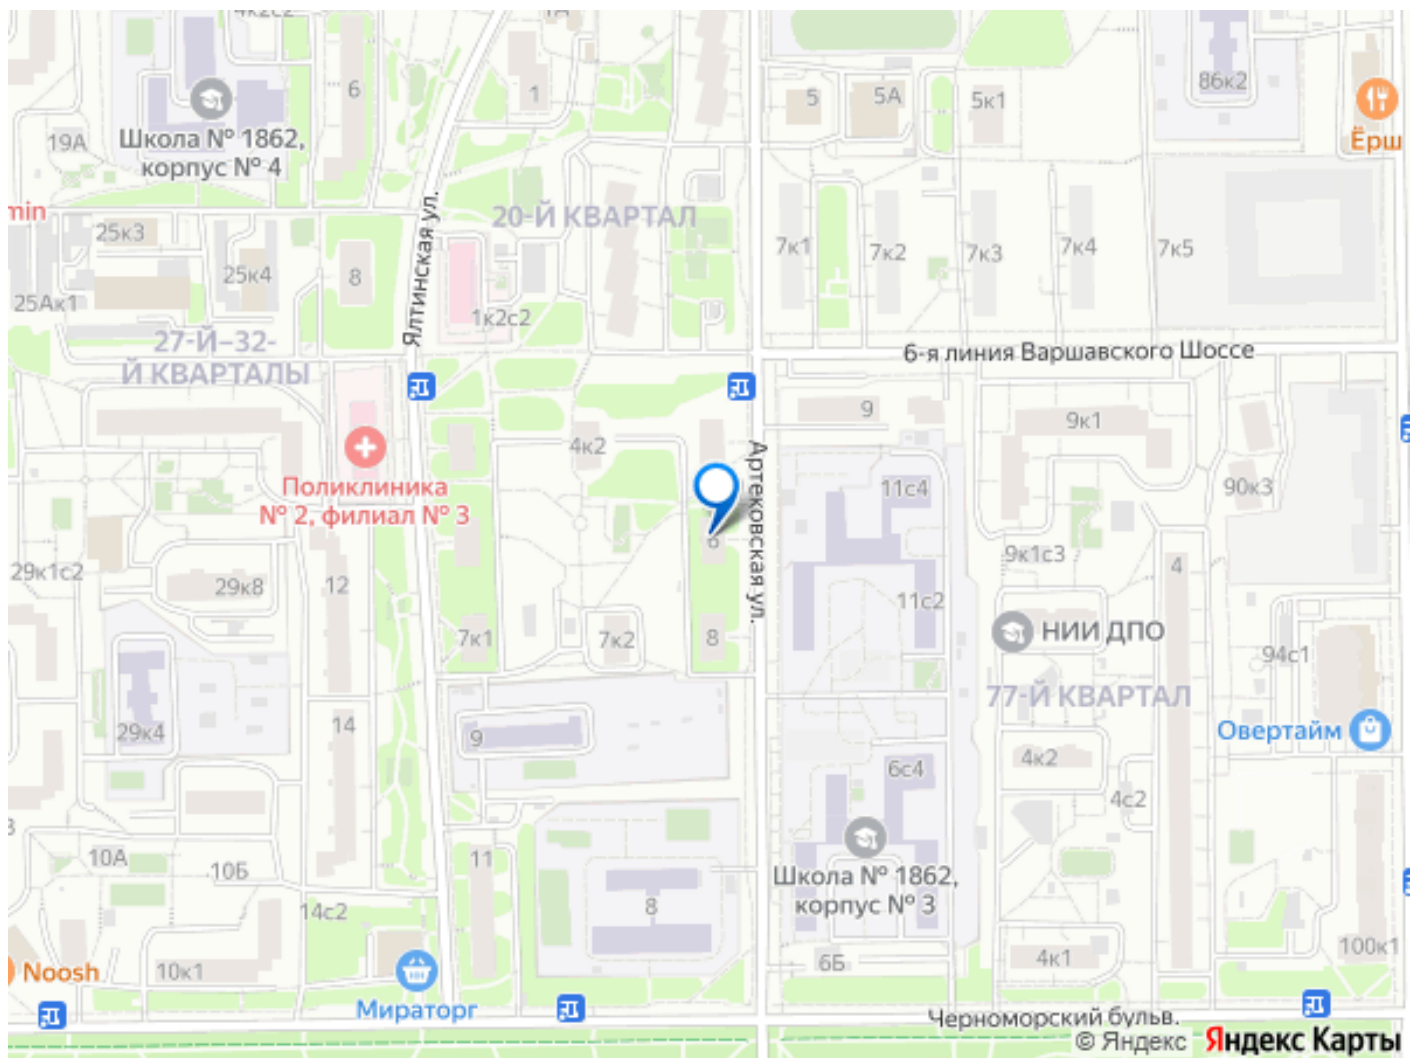 4к2с2
1Д
6
1
5
5А
5к1
86к2
Ёрш
19А
Школа № 1862,
корпус № 4
min
25к3
20-Й КВАРТАЛ
Ялтинская ул.
7к1
7к2
7к3
7к4
7к5
25к4
8
25Ак1
1к2с2
27-Й–32-
Й КВАРТАЛЫ
6-я линия Варшавского Шоссе
9
9к1
4к2
Поликлиника
№ 2, филиал № 3
Артековская ул.
11с4
90к3
6
9к1с3
4
29к1с2
29к8
12
11с2
7к1
7к2
8
НИИ ДПО
94с1
77-Й КВАРТАЛ
29к4
14
9
Овертайм
6с4
4к2
4с2
3
10А
10Б
11
Школа № 1862,
корпус № 3
14с2
8
Noosh
10к1
6Б
4к1
100к1
Мираторг
Черноморский бульв.
© Яндекс
Яндекс Карты